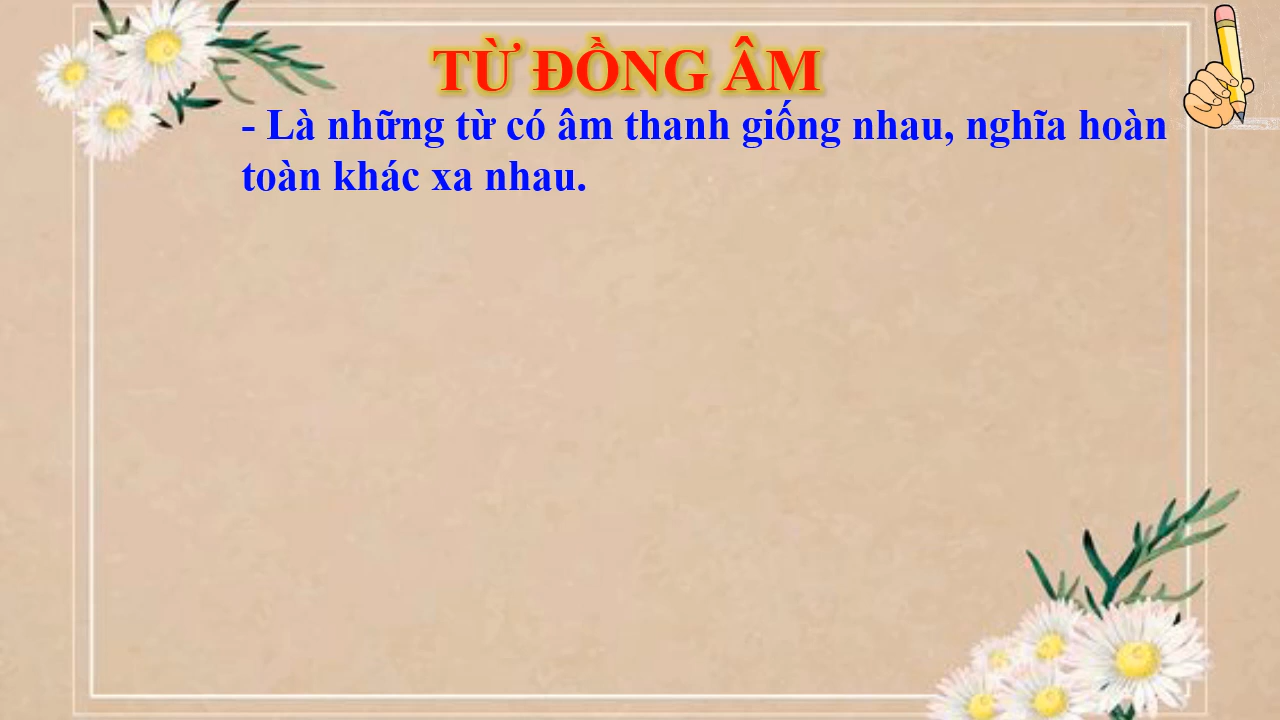 TỪ ĐỒNG ÂM
- Là những từ có âm thanh giống nhau, nghĩa hoàn
toàn khác xa nhau.